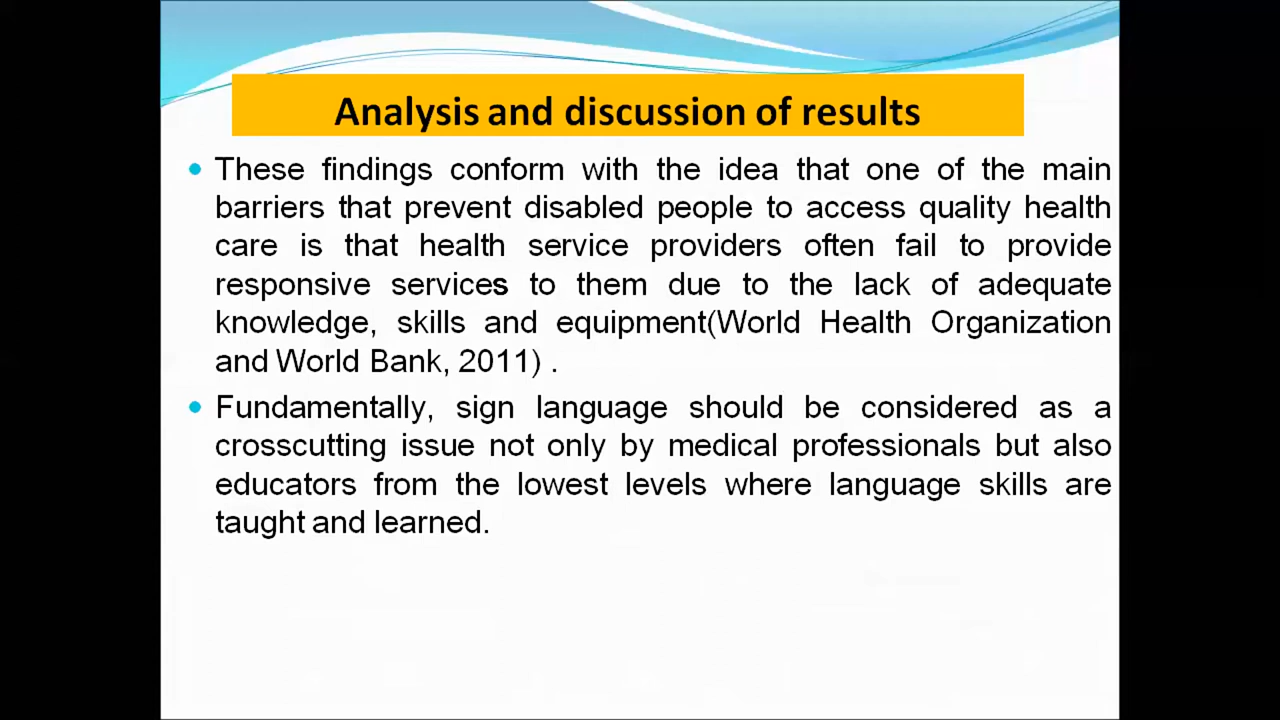 Analysis and discussion of results
These findings conform with the idea that one of the main
barriers that prevent disabled people to access quality health
care is that health service providers often fail to provide
responsive services to them due to the lack of adequate
knowledge, skills and equipment(World Health Organization
and World Bank, 2011) .
Fundamentally, sign language should be considered as a
crosscutting issue not only by medical professionals but also
educators from the lowest levels where language skills are
taught and learned.